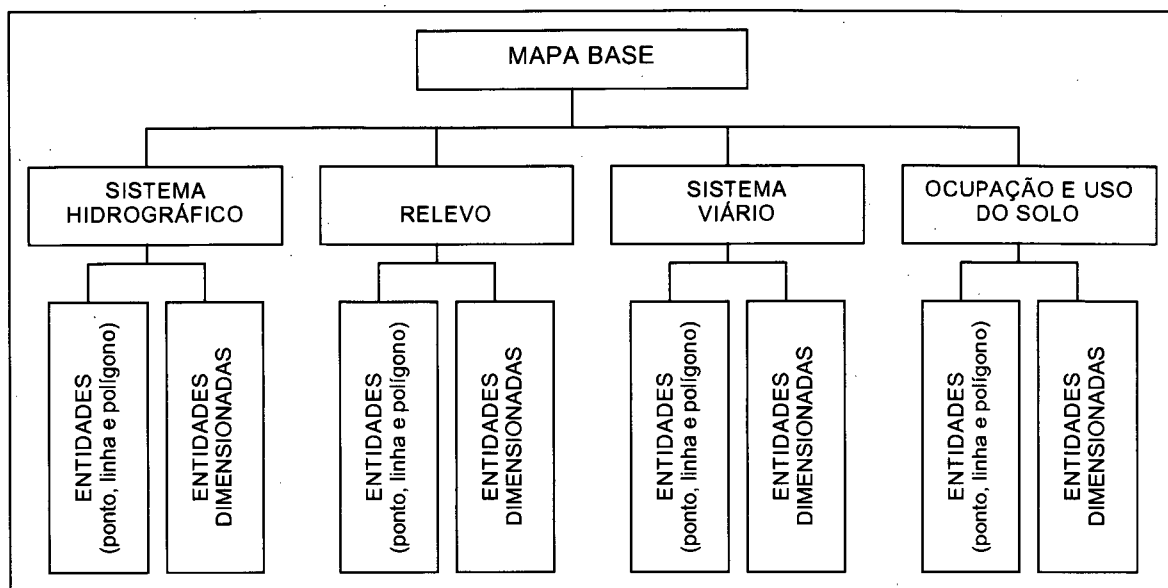 MAPA BASE
SISTEMA
HIDROGRÁFICO
RELEVO
SISTEMA
VIÁRIO
OCUPAÇÃO E USO
DO SOLO
ENTIDADES
(ponto, linha e polígono)
ENTIDADES
DIMENSIONADAS
ENTIDADES
(ponto, linha e polígono)
ENTIDADES
DIMENSIONADAS
ENTIDADES
(ponto, linha e polígono)
ENTIDADES
DIMENSIONADAS
ENTIDADES
(ponto, linha e polígono)
ENTIDADES
DIMENSIONADAS